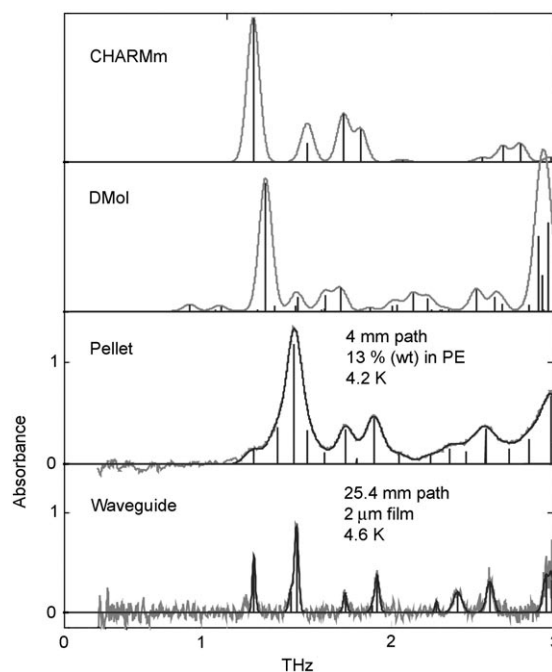 CHARMm
DMol
Pellet
4 mm path
13 % (wt) in PE
4.2 K
1
0
Absorbance
Waveguide
25.4 mm path
2 μm film
4.6 K
1
0
0
1
2
3
THz